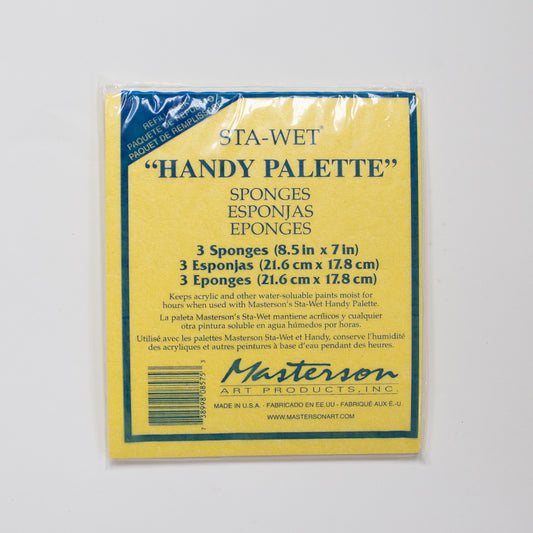 REFILL
PAQUETE DE REPUESTO
PAQUET DE REMPLISSAGE
STA-WET®
“HANDY PALETTE”
SPONGES
ESPONJAS
EPONGES
3 Sponges (8.5 in x 7 in)
3 Esponjas (21.6 cm x 17.8 cm)
3 Eponges (21.6 cm x 17.8 cm)
Keeps acrylic and other water-soluble paints moist for
hours when used with Masterson's Sta-Wet Handy Palette.
La paleta Masterson's Sta-Wet mantiene acrílicos y cualquier
otra pintura soluble en agua húmedos por horas.
Utilisé avec les palettes Masterson Sta-Wet et Handy, conserve l'humidité
des acryliques et autres peintures à base d'eau pendant des heures.
Masterson
ART PRODUCTS, INC.
MADE IN U.S.A. - FABRICADO EN EE.UU - FABRIQUÉ AUX É.-U.
WWW.MASTERSONART.COM
7 38998 08575 3